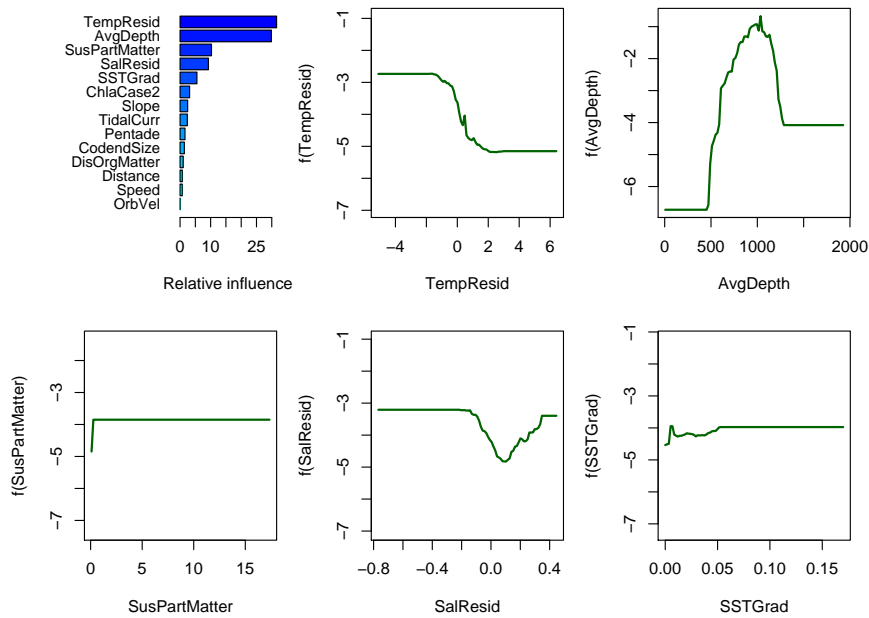 TempResid
AvgDepth
SusPartMatter
SalResid
SSTGrad
ChlaCase2
Slope
TidalCurr
Pentade
CodendSize
DisOrgMatter
Distance
Speed
OrbVel
0 10 25
Relative influence
f(TempResid)
-7 -5 -3 -1
-4 0 2 4 6
TempResid
f(AvgDepth)
-6 -4 -2
0 500 1000 2000
AvgDepth
f(SusPartMatter)
-7 -5 -3
0 5 10 15
SusPartMatter
f(SalResid)
-7 -5 -3 -1
-0.8 -0.4 0.0 0.4
SalResid
f(SSTGrad)
-7 -5 -3 -1
0.00 0.05 0.10 0.15
SSTGrad